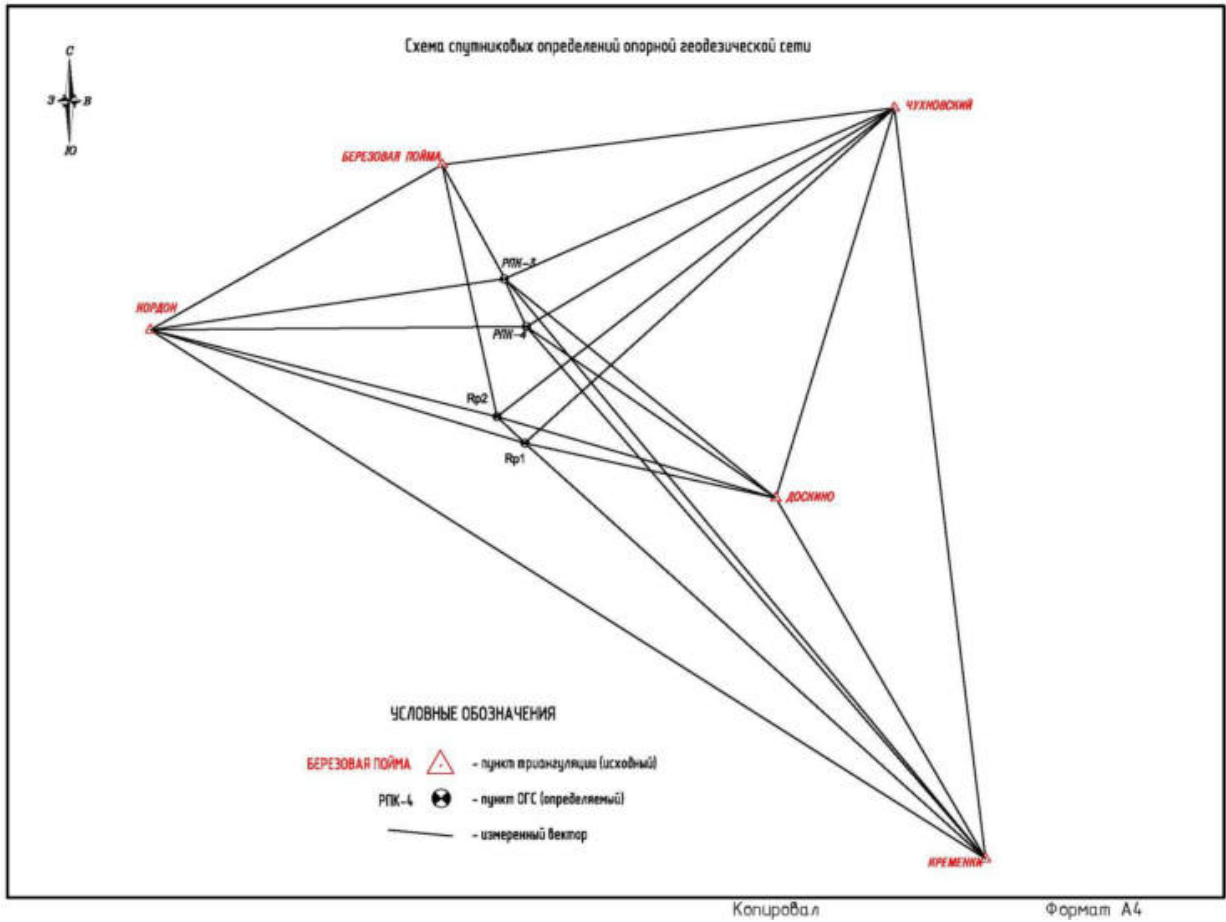 Схема спутниковых определений опорной геодезической сети
С
З В
Ю
ЧУХНОВСКИЙ
БЕРЕЗОВАЯ ПОЙМА
РПК-3
КОРДОН
РПК-4
Rp2
Rp1
ДОСКИНО
УСЛОВНЫЕ ОБОЗНАЧЕНИЯ
БЕРЕЗОВАЯ ПОЙМА - пункт триангуляции (исходный)
РПК-4 - пункт ОГС (определяемый)
- измеренный вектор
КРЕМЕНКИ
Копировал Формат А4